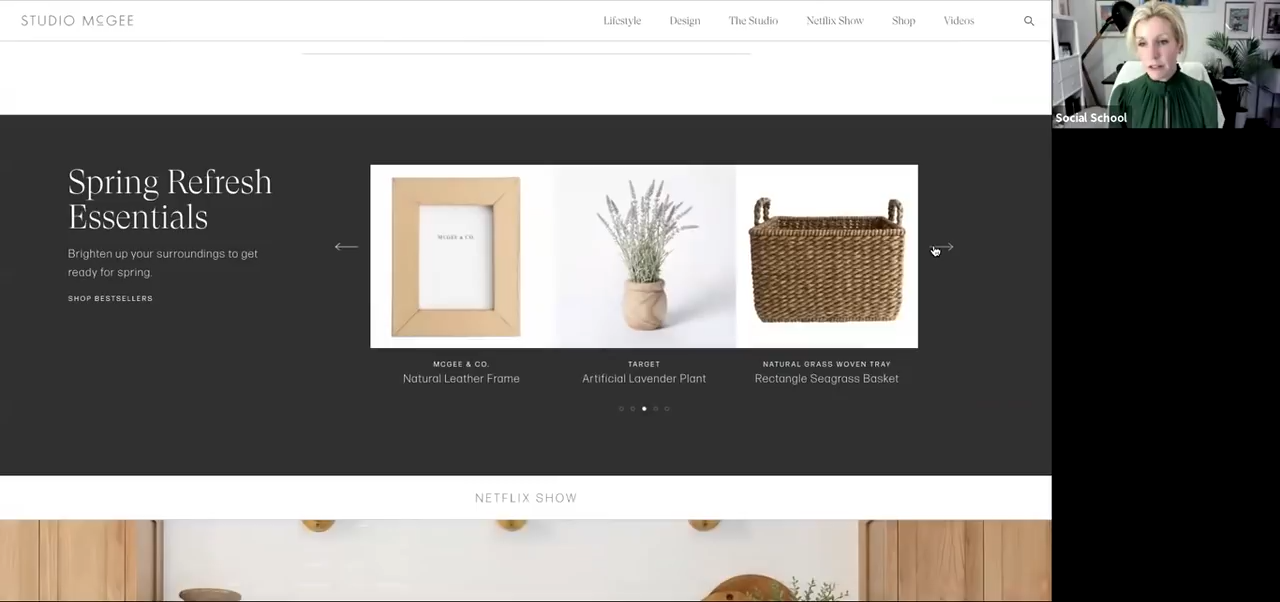 STUDIO MCGEE
Lifestyle Design The Studio Netflix Show Shop Videos
Social School
Spring Refresh
Essentials
Brighten up your surroundings to get
ready for spring.
SHOP BESTSELLERS
MCGEE & CO.
MCGEE & CO.
Natural Leather Frame
TARGET
Artificial Lavender Plant
NATURAL GRASS WOVEN TRAY
Rectangle Seagrass Basket
NETFLIX SHOW